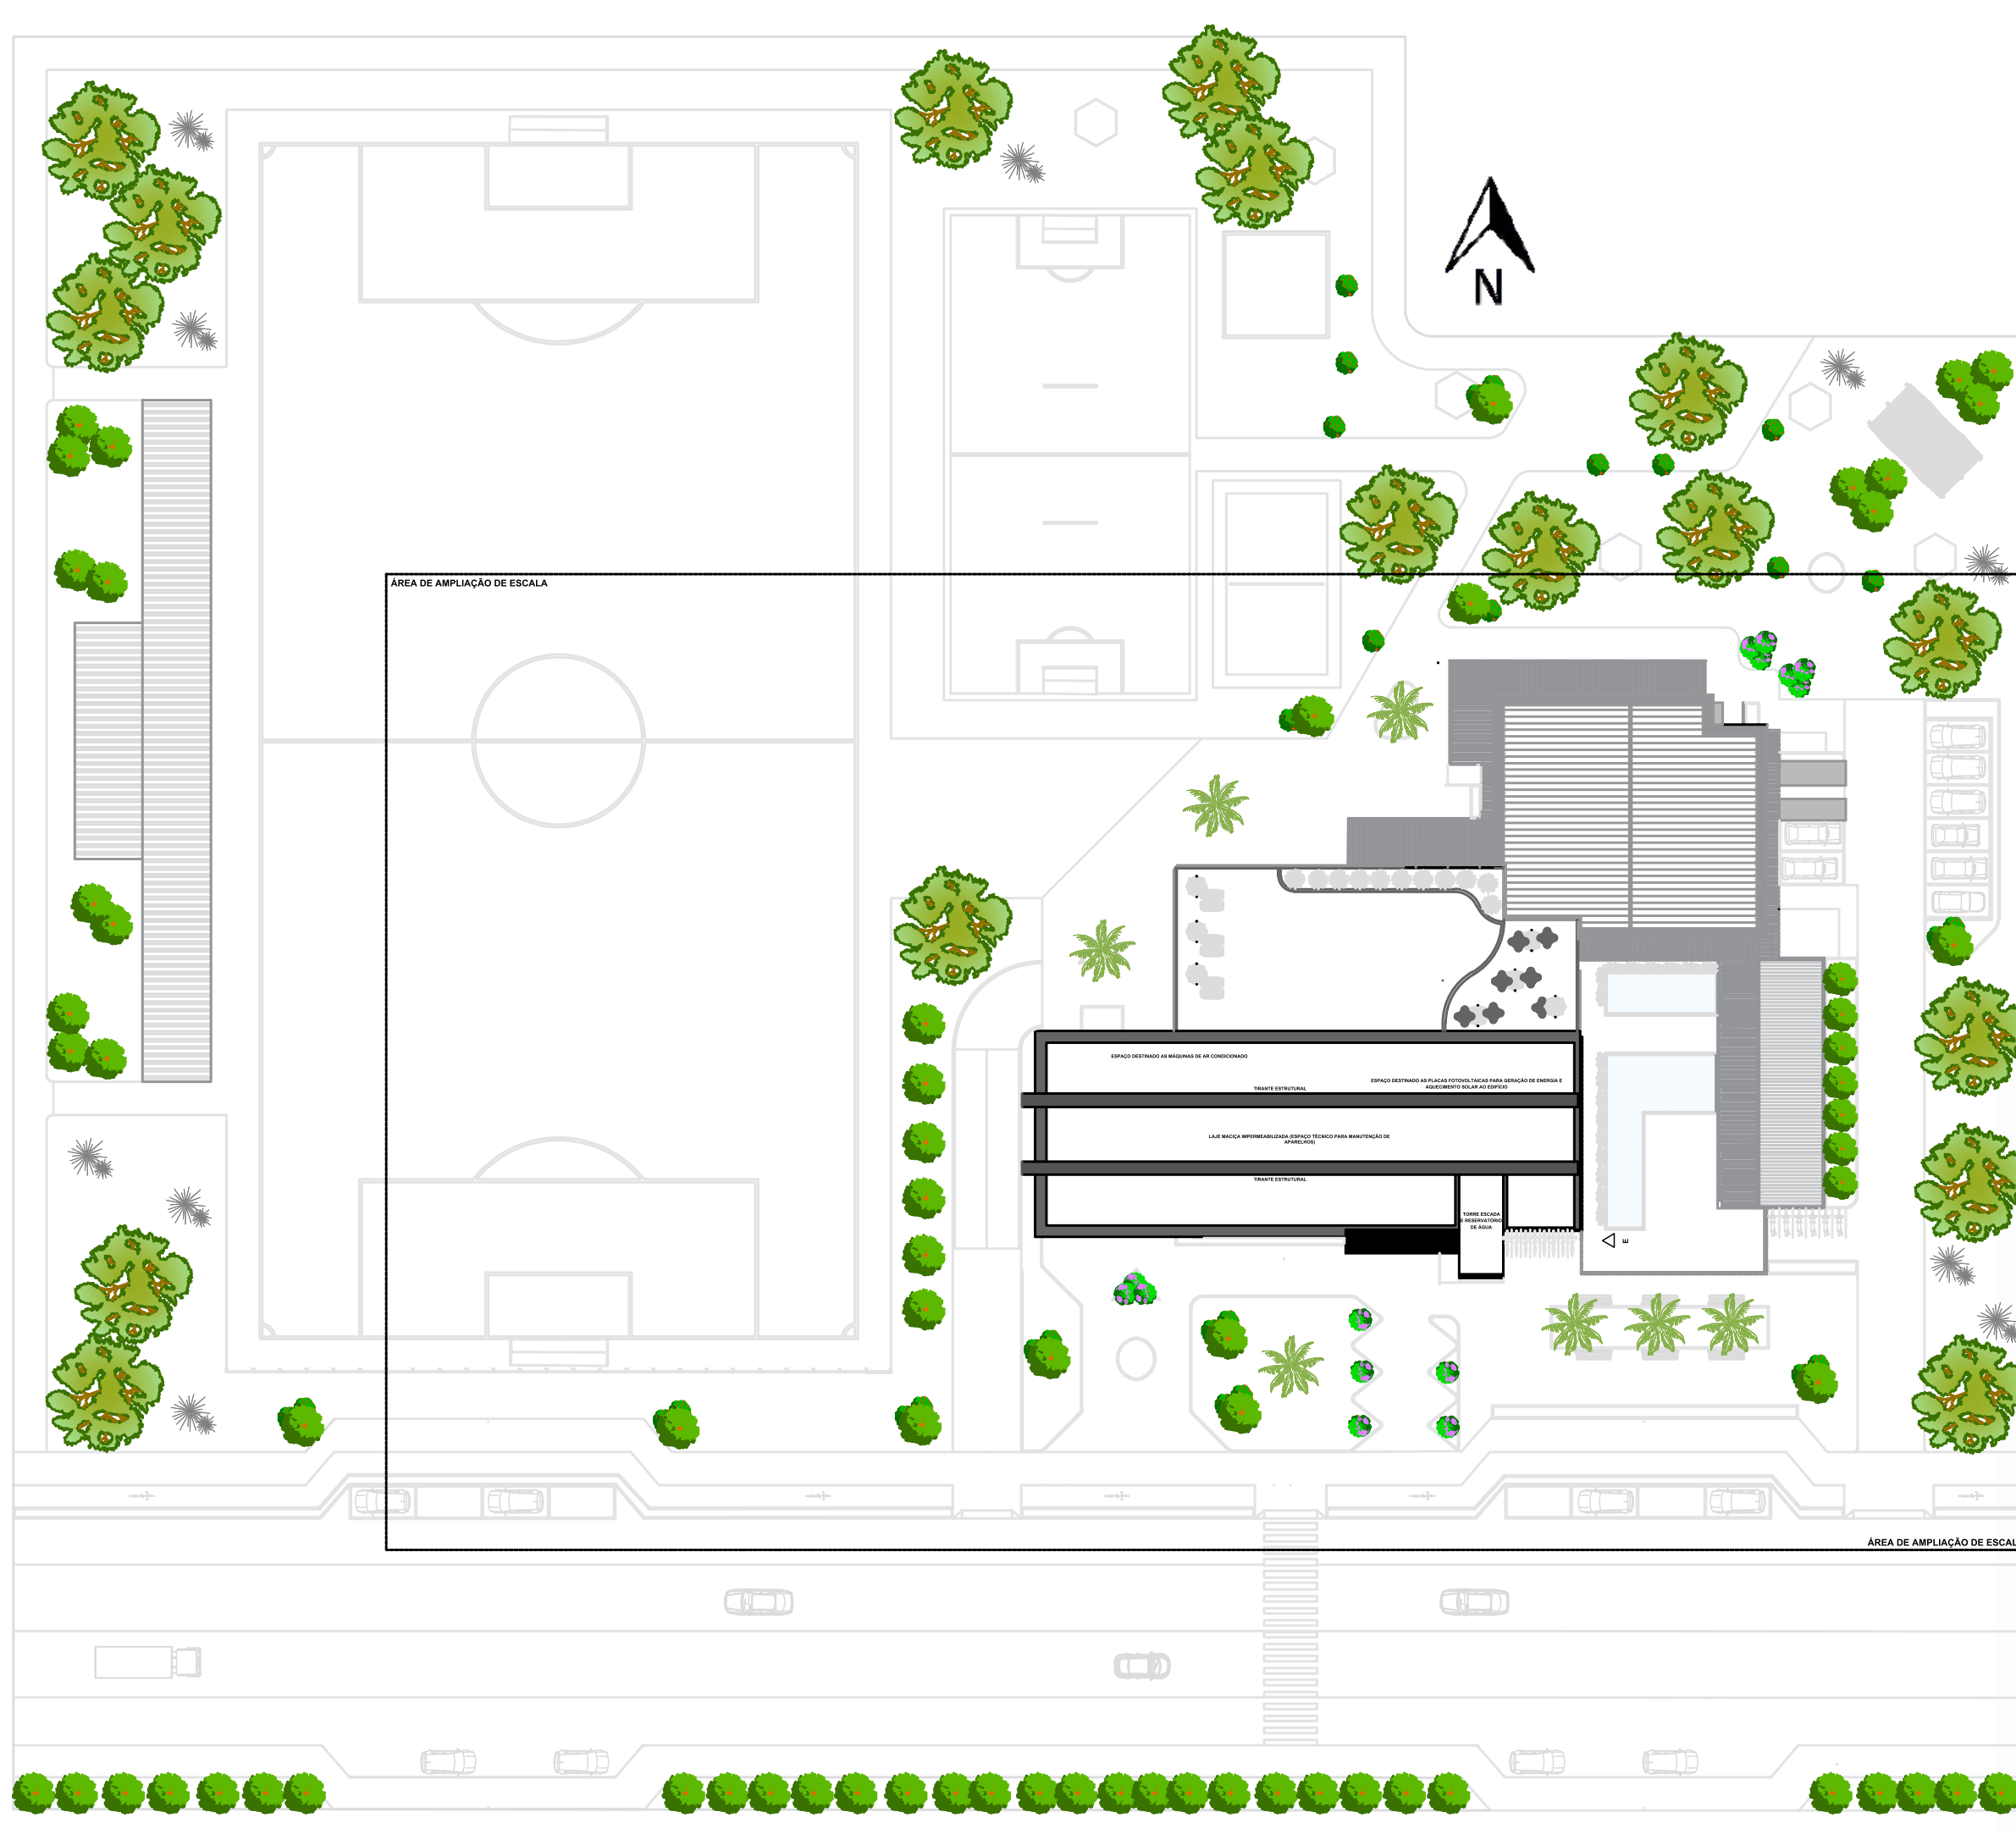 N
ÁREA DE AMPLIAÇÃO DE ESCALA
ESPAÇO DESTINADO AS MÁQUINAS DE AR CONDICIONADO
ESPAÇO DESTINADO AS PLACAS FOTOVOLTAICAS PARA GERAÇÃO DE ENERGIA E
AQUECIMENTO SOLAR AO EDIFÍCIO
TIRANTE ESTRUTURAL
LAJE MACIÇA IMPERMEABILIZADA (ESPAÇO TÉCNICO PARA MANUTENÇÃO DE
APARELHOS)
TIRANTE ESTRUTURAL
TORRE ESCADA
E RESERVATÓRIO
DE ÁGUA
E
ÁREA DE AMPLIAÇÃO DE ESCAL